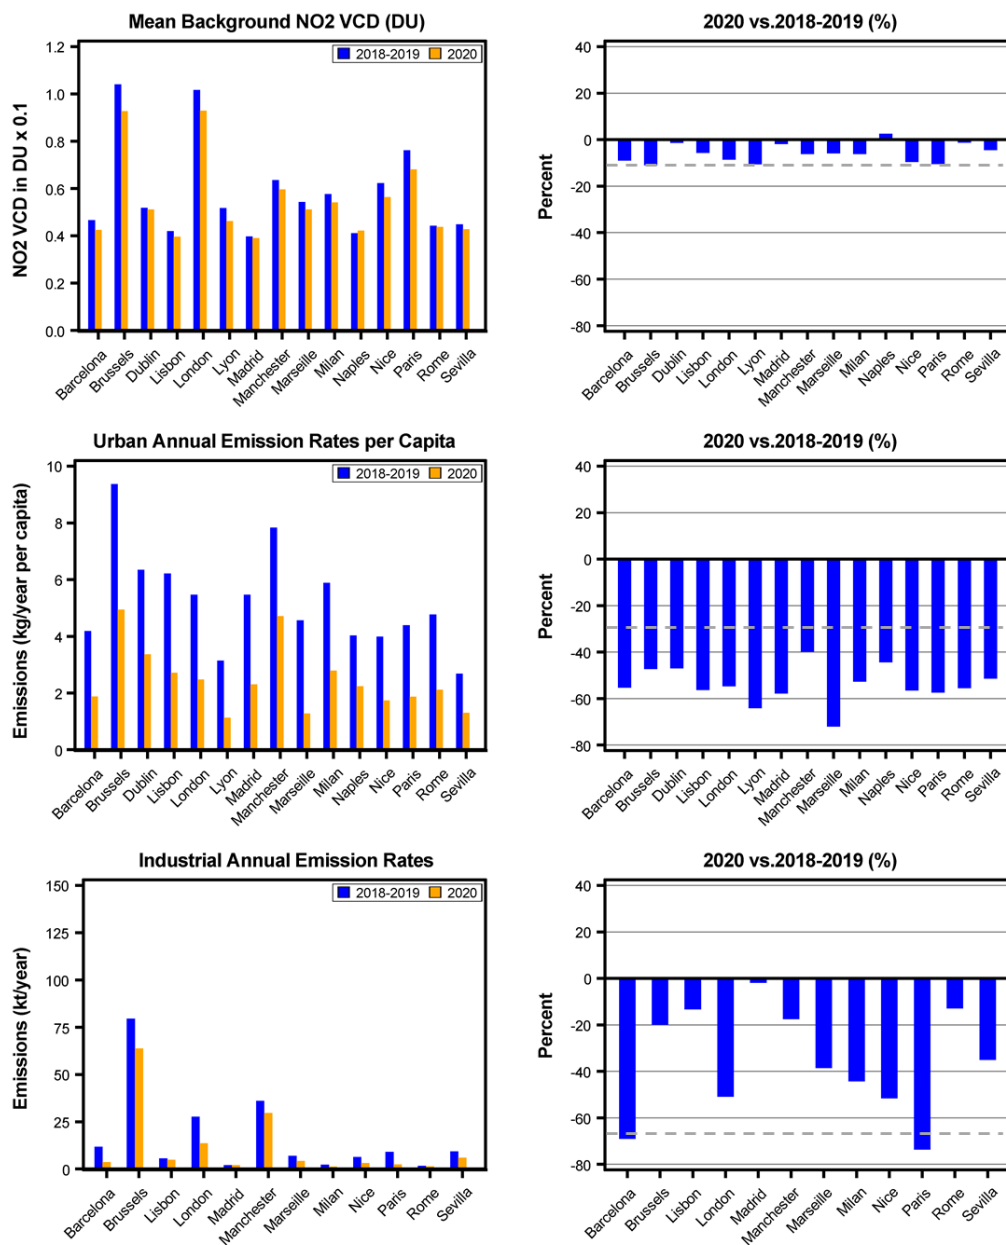 Mean Background NO2 VCD (DU)
NO2 VCD in DU x 0.1
1.2
1.0
0.8
0.6
0.4
0.2
0.0
2018-2019 2020
Barcelona Brussels Dublin Lisbon London Lyon Madrid Manchester Marseille Milan Naples Nice Paris Rome Sevilla
2020 vs.2018-2019 (%)
Percent
40
20
0
-20
-40
-60
-80
Barcelona Brussels Dublin Lisbon London Lyon Madrid Manchester Marseille Milan Naples Nice Paris Rome Sevilla
Urban Annual Emission Rates per Capita
Emissions (kg/year per capita)
10
8
6
4
2
0
2018-2019 2020
Barcelona Brussels Dublin Lisbon London Lyon Madrid Manchester Marseille Milan Naples Nice Paris Rome Sevilla
2020 vs.2018-2019 (%)
Percent
40
20
0
-20
-40
-60
-80
Barcelona Brussels Dublin Lisbon London Lyon Madrid Manchester Marseille Milan Naples Nice Paris Rome Sevilla
Industrial Annual Emission Rates
Emissions (kt/year)
150
125
100
75
50
25
0
2018-2019 2020
Barcelona Brussels Lisbon London Madrid Manchester Marseille Milan Nice Paris Rome Sevilla
2020 vs.2018-2019 (%)
Percent
40
20
0
-20
-40
-60
-80
Barcelona Brussels Lisbon London Madrid Manchester Marseille Milan Nice Paris Rome Sevilla